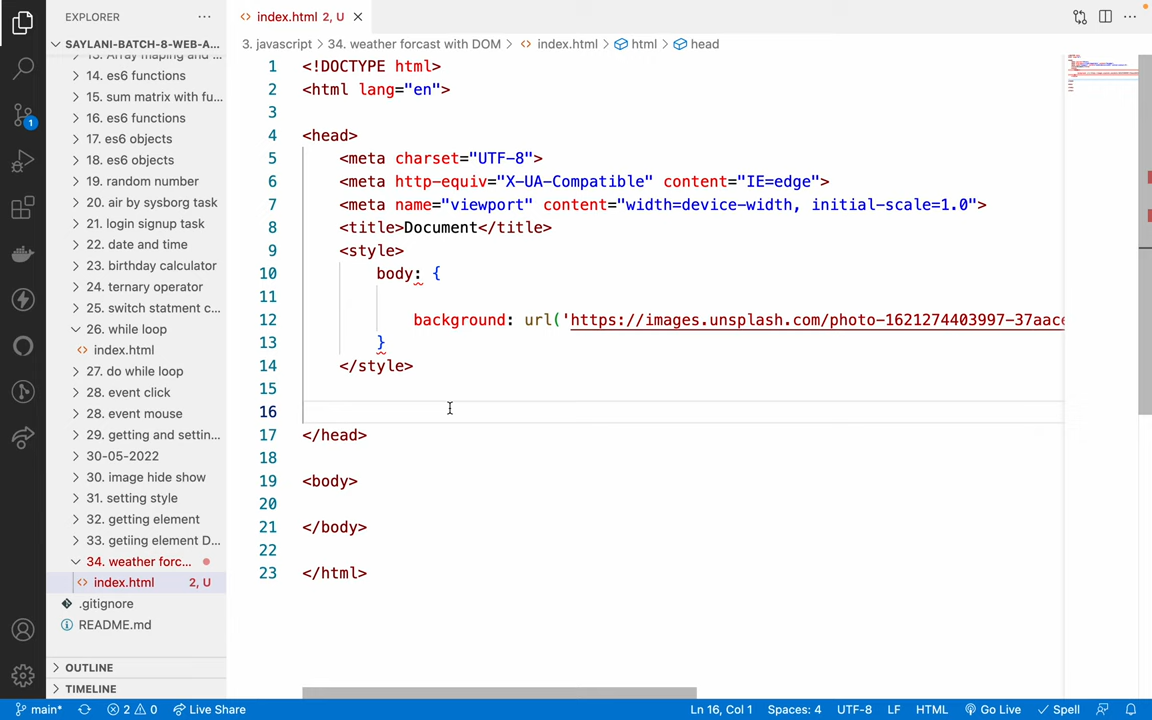 EXPLORER
SAYLANI-BATCH-8-WEB-A...
13. Array maping and ...
14. es6 functions
15. sum matrix with fu...
16. es6 functions
17. es6 objects
18. es6 objects
19. random number
20. air by sysborg task
21. login signup task
22. date and time
23. birthday calculator
24. ternary operator
25. switch statment c...
26. while loop
index.html
27. do while loop
28. event click
28. event mouse
29. getting and settin...
30-05-2022
30. image hide show
31. setting style
32. getting element
33. getiing element D...
34. weather forc...
index.html 2, U
.gitignore
README.md
OUTLINE
TIMELINE
1
index.html 2, U
3. javascript > 34. weather forcast with DOM > index.html > html > head
1 <!DOCTYPE html>
2 <html lang="en">
3
4 <head>
5 <meta charset="UTF-8">
6 <meta http-equiv="X-UA-Compatible" content="IE=edge">
7 <meta name="viewport" content="width=device-width, initial-scale=1.0">
8 <title>Document</title>
9 <style>
10 body: {
11
12 background: url('https://images.unsplash.com/photo-1621274403997-37aace
13 }
14 </style>
15
16
17 </head>
18
19 <body>
20
21 </body>
22
23 </html>
main* 2 0 Live Share Ln 16, Col 1 Spaces: 4 UTF-8 LF HTML Go Live Spell